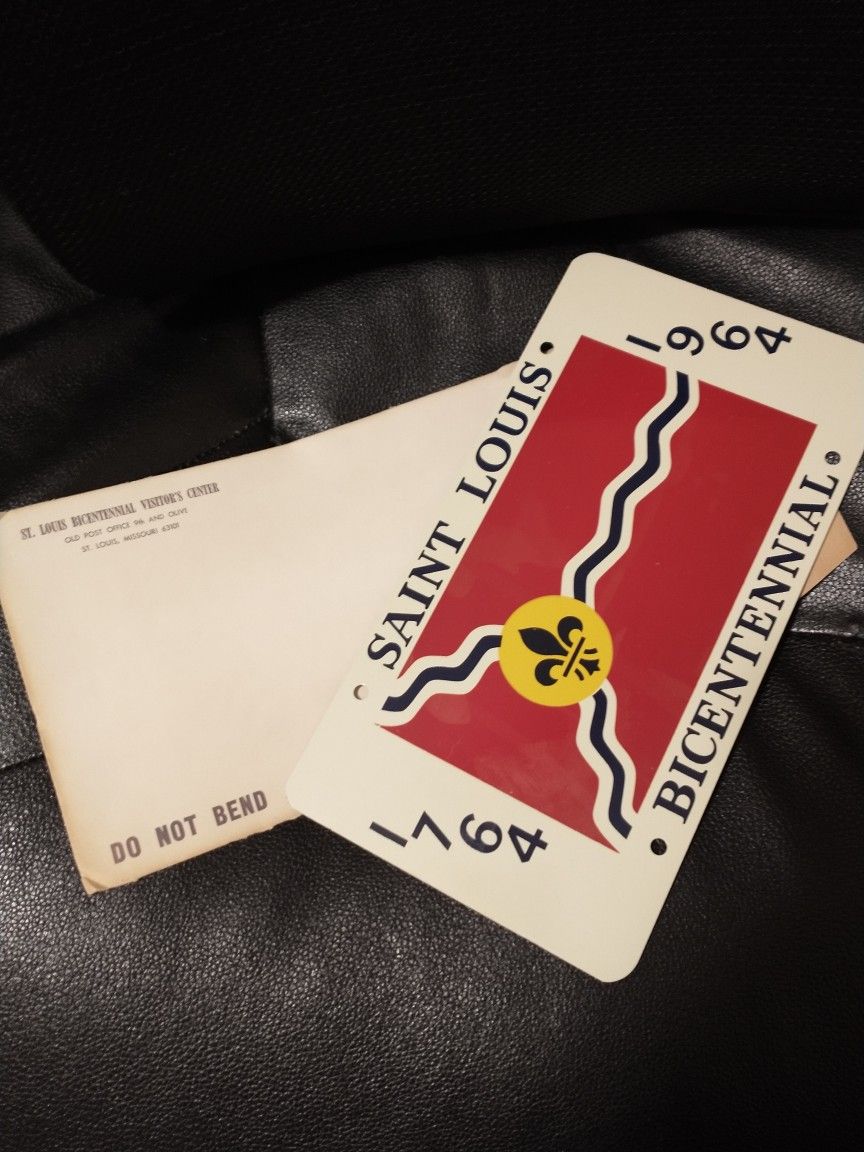 ST. LOUIS BICENTENNIAL VISITOR'S CENTER
OLD POST OFFICE 9th AND OLIVE
ST. LOUIS, MISSOURI 63101
DO NOT BEND
SAINT LOUIS
1764
1964
BICENTENNIAL